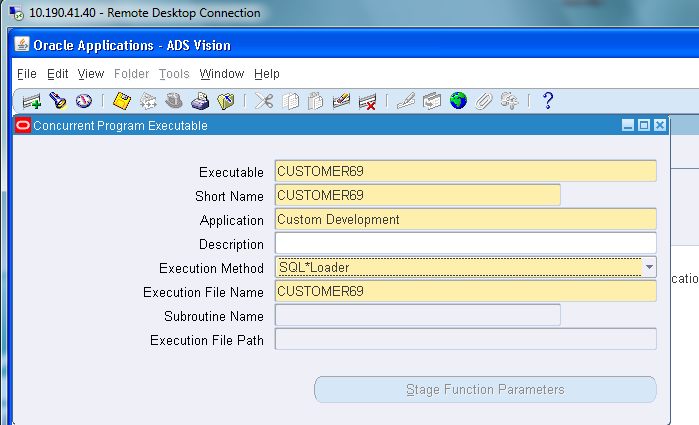 10.190.41.40 - Remote Desktop Connection
Oracle Applications - ADS Vision
File Edit View Folder Tools Window Help
Concurrent Program Executable
Executable CUSTOMER69
Short Name CUSTOMER69
Application Custom Development
Description
Execution Method SQL*Loader
catio
Execution File Name CUSTOMER69
Subroutine Name
Execution File Path
Stage Function Parameters